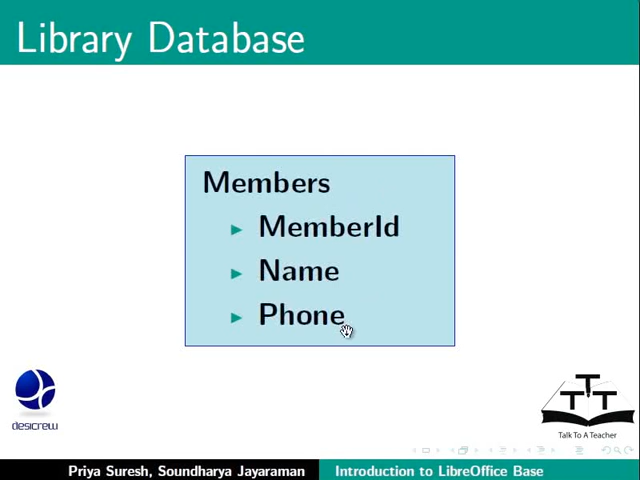 Library Database
Members
MemberId
Name
Phone
desicrew
T T T
Talk To A Teacher
Priya Suresh, Soundharya Jayaraman
Introduction to LibreOffice Base